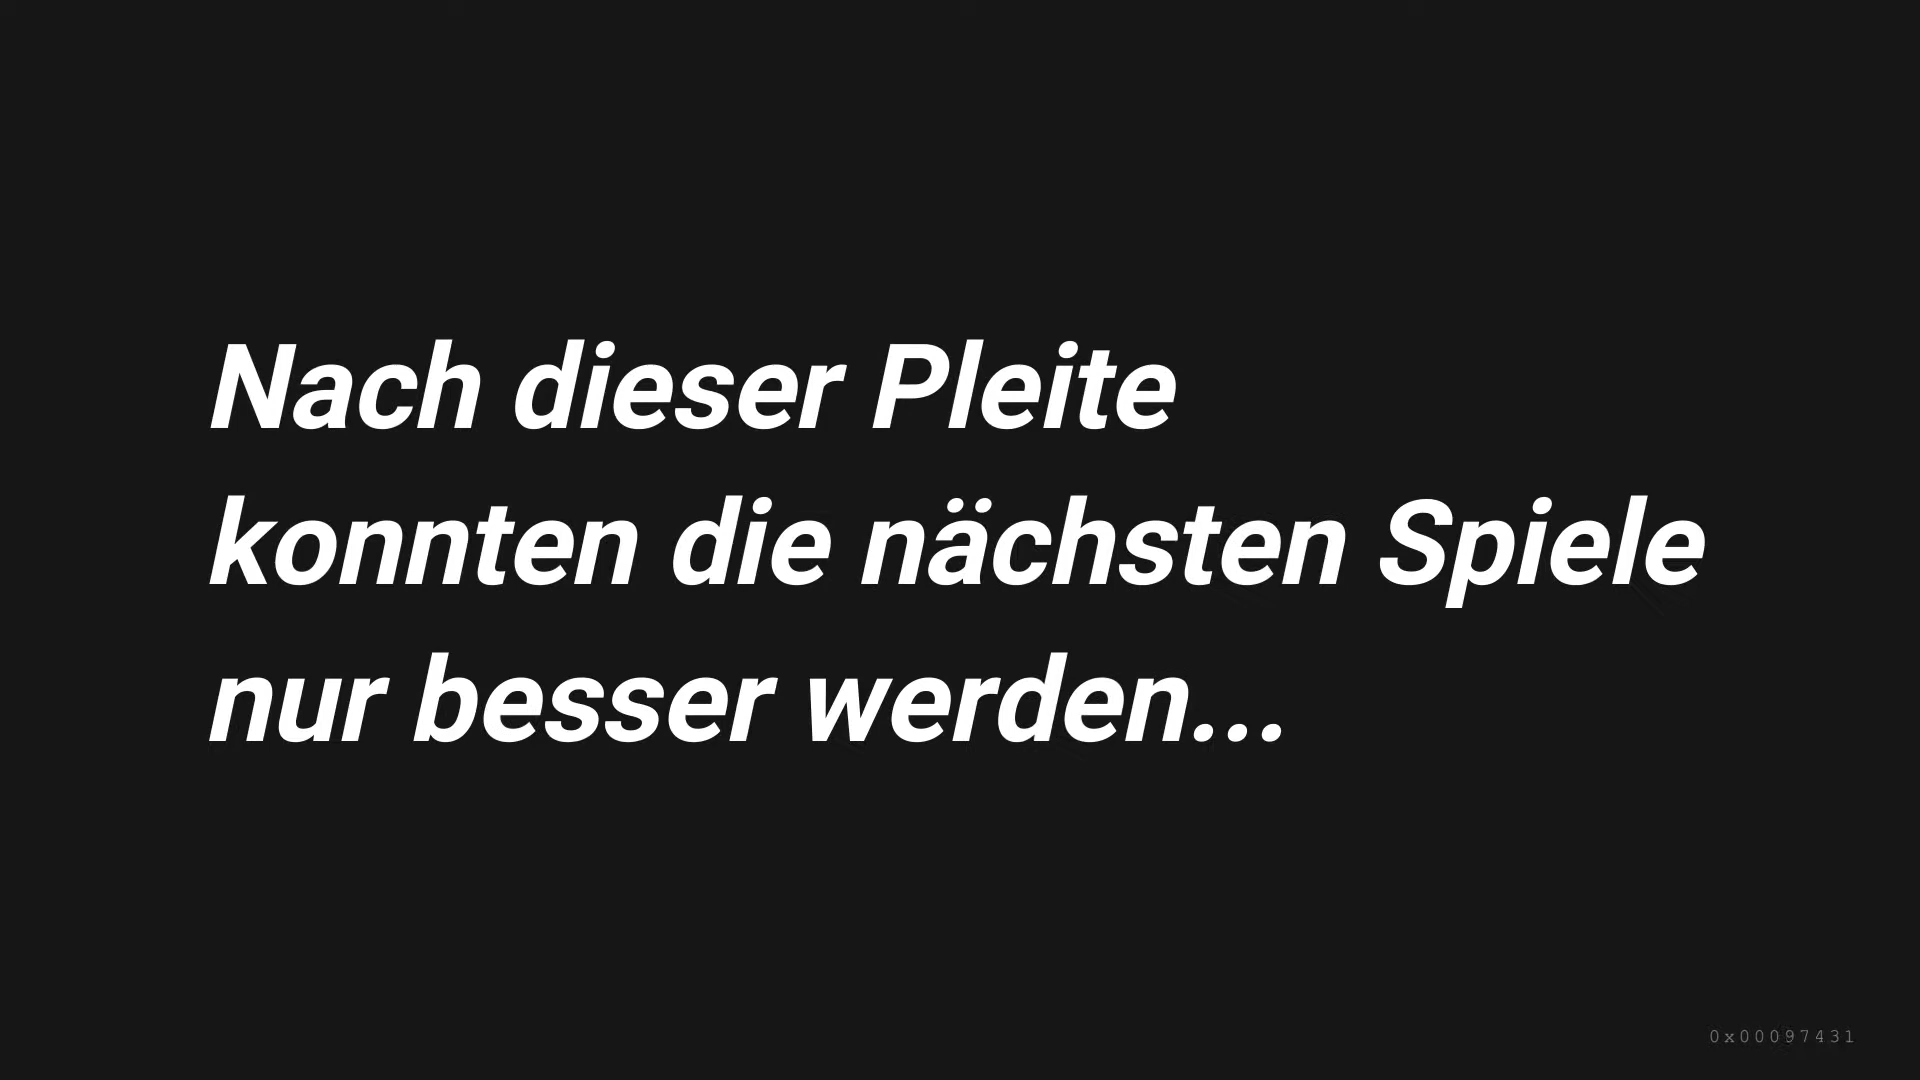 Nach dieser Pleite
konnten die nächsten Spiele
nur besser werden...
0x00097431